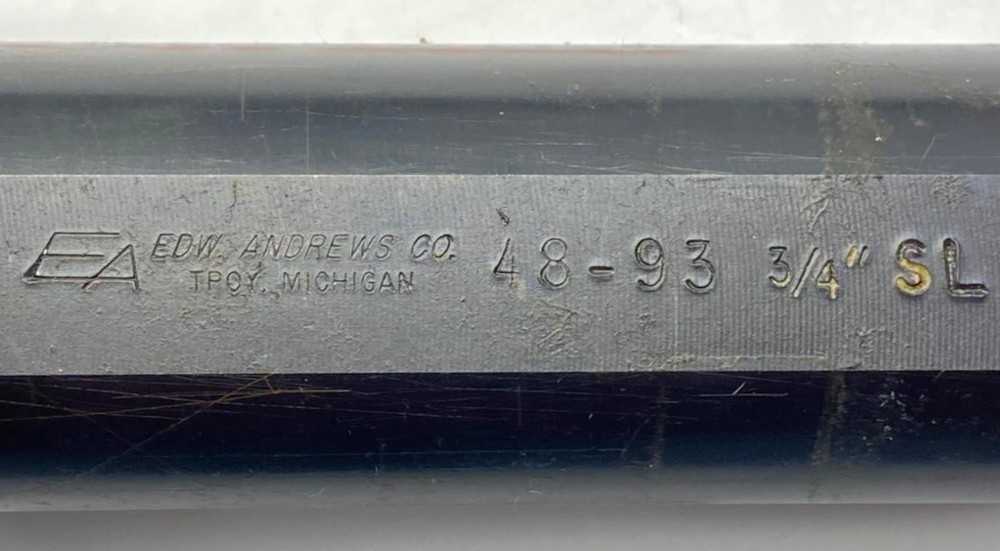 EA EDW. ANDREWS CO. 48-93 3/4" SL
TROY, MICHIGAN